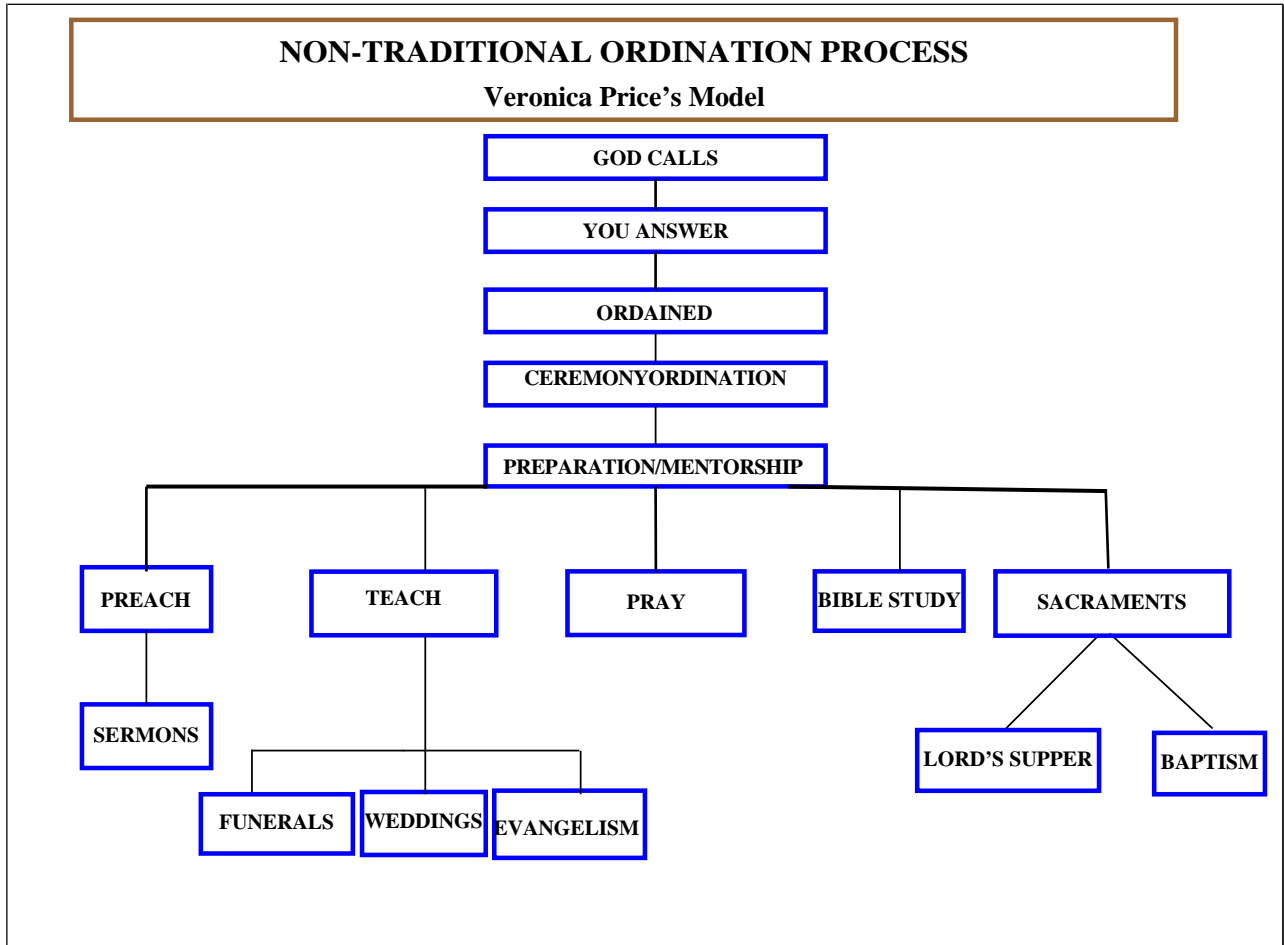 NON-TRADITIONAL ORDINATION PROCESS
Veronica Price’s Model
GOD CALLS
YOU ANSWER
ORDAINED
CEREMONYORDINATION
PREPARATION/MENTORSHIP
PREACH
TEACH
PRAY
BIBLE STUDY
SACRAMENTS
SERMONS
LORD’S SUPPER
BAPTISM
FUNERALS
WEDDINGS
EVANGELISM